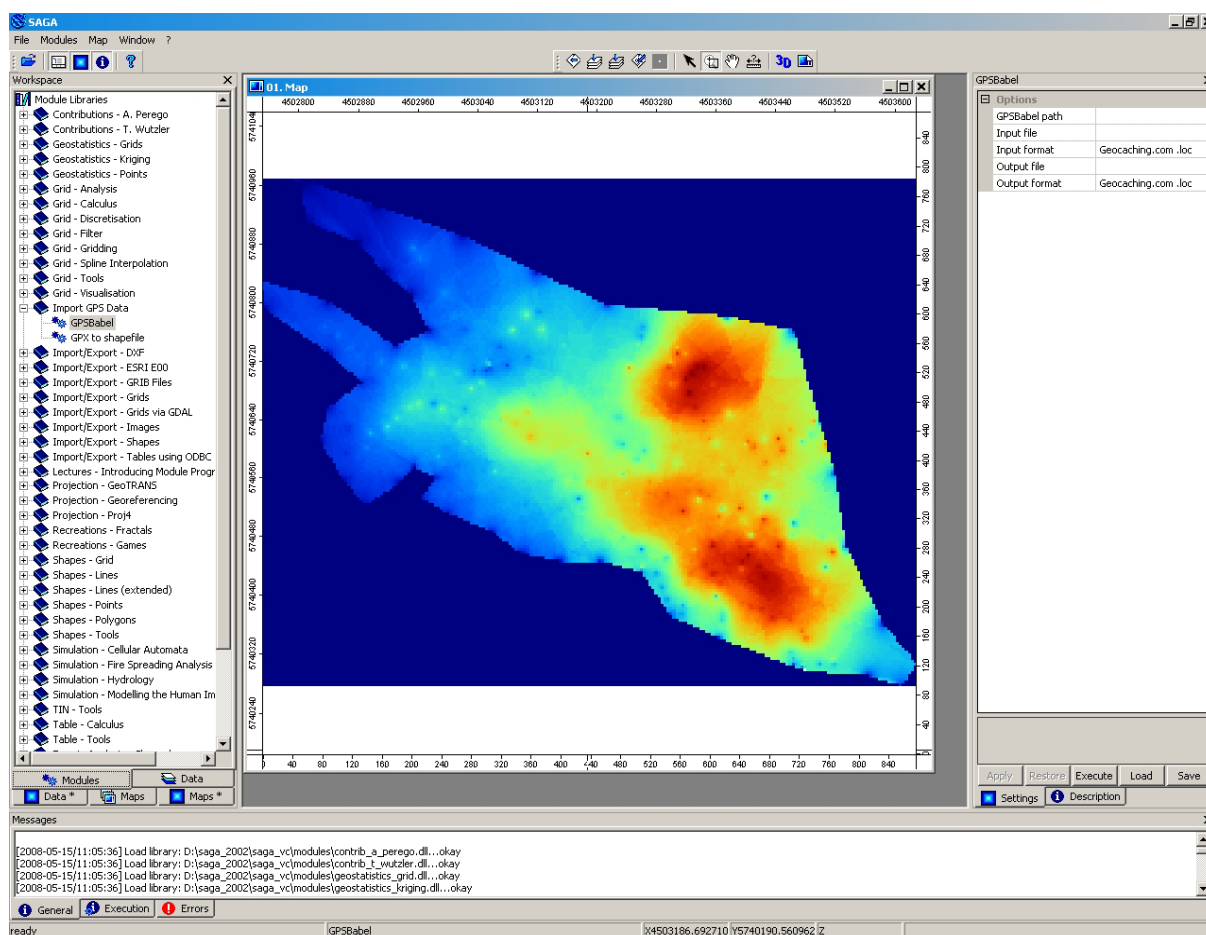 SAGA
File Modules Map Window ?
3D
Workspace
Module Libraries
Contributions - A. Perego
Contributions - T. Wutzler
Geostatistics - Grids
Geostatistics - Kriging
Geostatistics - Points
Grid - Analysis
Grid - Calculus
Grid - Discretisation
Grid - Filter
Grid - Gridding
Grid - Spline Interpolation
Grid - Tools
Grid - Visualisation
Import GPS Data
GPSBabel
GPX to shapefile
Import/Export - DXF
Import/Export - ESRI E00
Import/Export - GRIB Files
Import/Export - Grids
Import/Export - Grids via GDAL
Import/Export - Images
Import/Export - Shapes
Import/Export - Tables using ODBC
Lectures - Introducing Module Progr
Projection - GeoTRANS
Projection - Georeferencing
Projection - Proj4
Recreations - Fractals
Recreations - Games
Shapes - Grid
Shapes - Lines
Shapes - Lines (extended)
Shapes - Points
Shapes - Polygons
Shapes - Tools
Simulation - Cellular Automata
Simulation - Fire Spreading Analysis
Simulation - Hydrology
Simulation - Modelling the Human Im
TIN - Tools
Table - Calculus
Table - Tools
Modules Data
Data * Maps Maps *
01. Map
4502800 4502880 4502960 4503040 4503120 4503200 4503280 4503360 4503440 4503520 4503600
5741040
5740960
5740880
5740800
5740720
5740640
5740560
5740480
5740400
5740320
5740240
840
800
760
720
680
640
600
560
520
480
440
400
360
320
280
240
200
160
120
80
40
0
0 40 80 120 160 200 240 280 320 360 400 440 480 520 560 600 640 680 720 760 800 840
GPSBabel
Options
GPSBabel path
Input file
Input format Geocaching.com .loc
Output file
Output format Geocaching.com .loc
Apply Restore Execute Load Save
Settings Description
Messages
[2008-05-15/11:05:36] Load library: D:\saga_2002\saga_vc\modules\contrib_a_perego.dll...okay
[2008-05-15/11:05:36] Load library: D:\saga_2002\saga_vc\modules\contrib_t_wutzler.dll...okay
[2008-05-15/11:05:36] Load library: D:\saga_2002\saga_vc\modules\geostatistics_grid.dll...okay
[2008-05-15/11:05:36] Load library: D:\saga_2002\saga_vc\modules\geostatistics_kriging.dll...okay
General Execution Errors
ready GPSBabel X4503186.692710 Y5740190.560962 Z